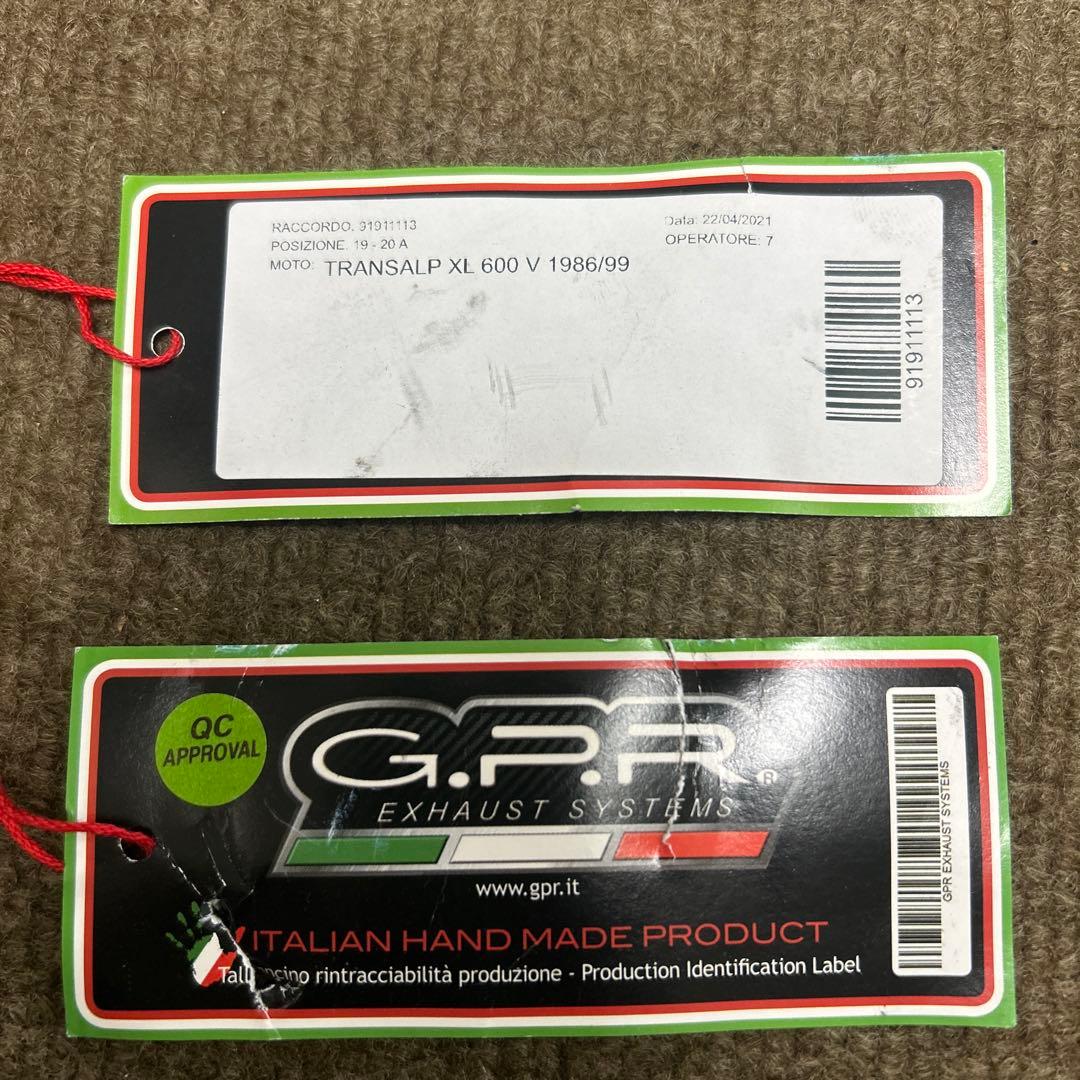 RACCORDO. 91911113
POSIZIONE. 19 - 20 A
MOTO: TRANSALP XL 600 V 1986/99
Data: 22/04/2021
OPERATORE: 7
91911113
QC
APPROVAL
G.P.R
®
EXHAUST SYSTEMS
www.gpr.it
ITALIAN HAND MADE PRODUCT
rintracciabilità produzione - Production Identification Label
GPR EXHAUST SYSTEMS